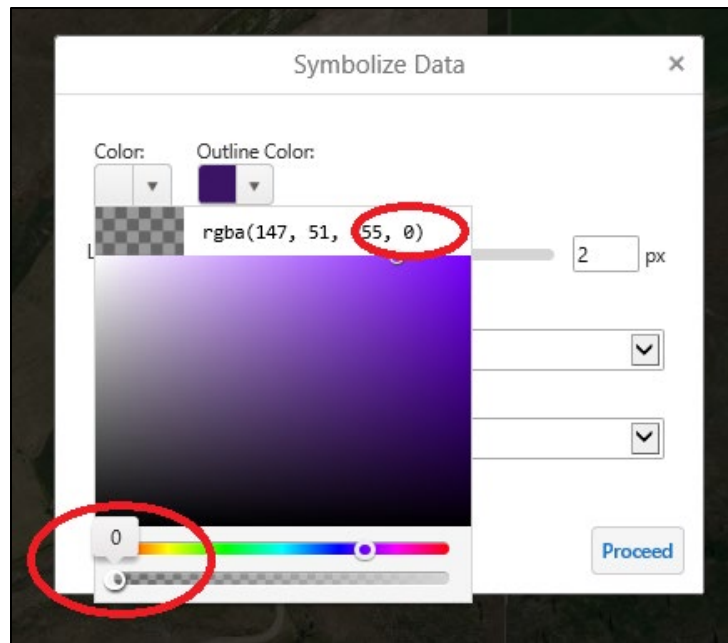 Symbolize Data ×
Color: Outline Color:
rgba(147, 51, 55, 0)
L
2 px
0
Proceed